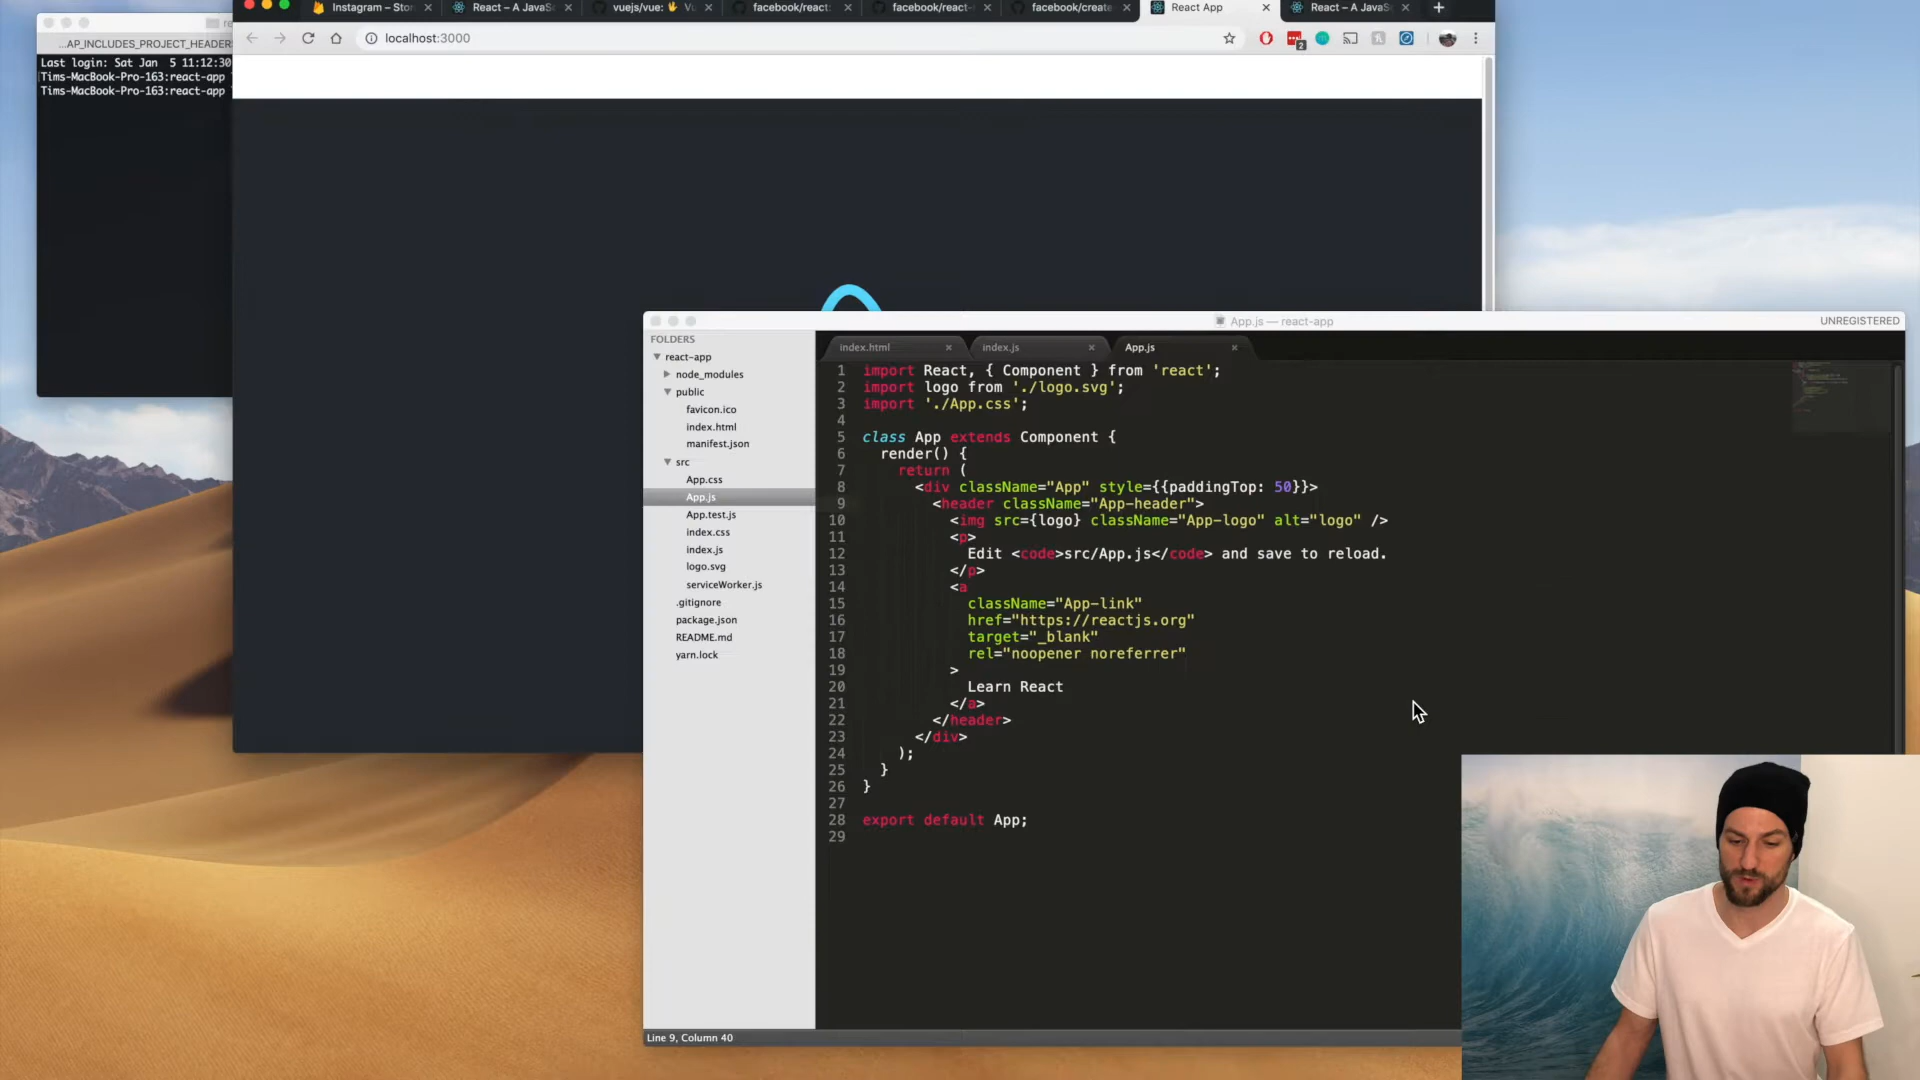 Instagram – Stor
React – A JavaSc
vuejs/vue: 🖖 Vu
facebook/react:
facebook/react-
facebook/create
React App
React – A JavaSc
localhost:3000
2
...AP_INCLUDES_PROJECT_HEADERS
Last login: Sat Jan  5 11:12:30
Tims-MacBook-Pro-163:react-app
Tims-MacBook-Pro-163:react-app
App.js — react-app
UNREGISTERED
FOLDERS
react-app
node_modules
public
favicon.ico
index.html
manifest.json
src
App.css
App.js
App.test.js
index.css
index.js
logo.svg
serviceWorker.js
.gitignore
package.json
README.md
yarn.lock
index.html
index.js
App.js
1 import React, { Component } from 'react';
2 import logo from './logo.svg';
3 import './App.css';
4
5 class App extends Component {
6 render() {
7 return (
8 <div className="App" style={{paddingTop: 50}}>
9 <header className="App-header">
10 <img src={logo} className="App-logo" alt="logo" />
11 <p>
12 Edit <code>src/App.js</code> and save to reload.
13 </p>
14 <a
15 className="App-link"
16 href="https://reactjs.org"
17 target="_blank"
18 rel="noopener noreferrer"
19 >
20 Learn React
21 </a>
22 </header>
23 </div>
24 );
25 }
26 }
27
28 export default App;
29
Line 9, Column 40